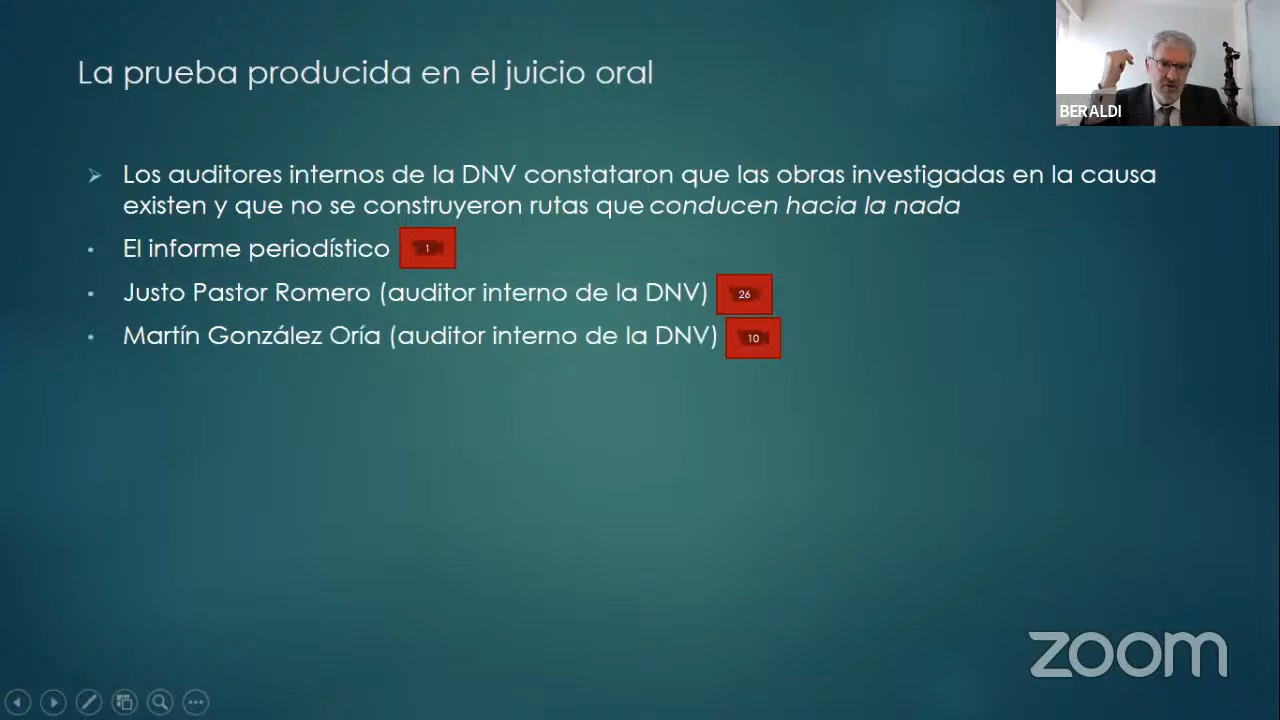 La prueba producida en el juicio oral
BERALDI
➢ Los auditores internos de la DNV constataron que las obras investigadas en la causa
existen y que no se construyeron rutas que conducen hacia la nada
• El informe periodístico 1
• Justo Pastor Romero (auditor interno de la DNV) 26
• Martín González Oría (auditor interno de la DNV) 10
zoom